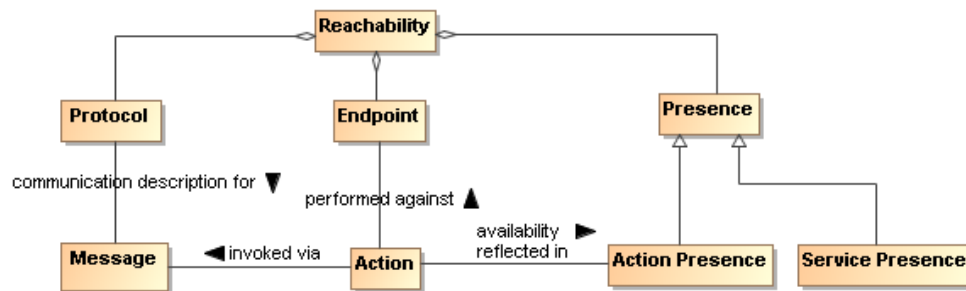 Reachability
Protocol
Endpoint
Presence
communication description for
performed against
availability
reflected in
invoked via
Message
Action
Action Presence
Service Presence